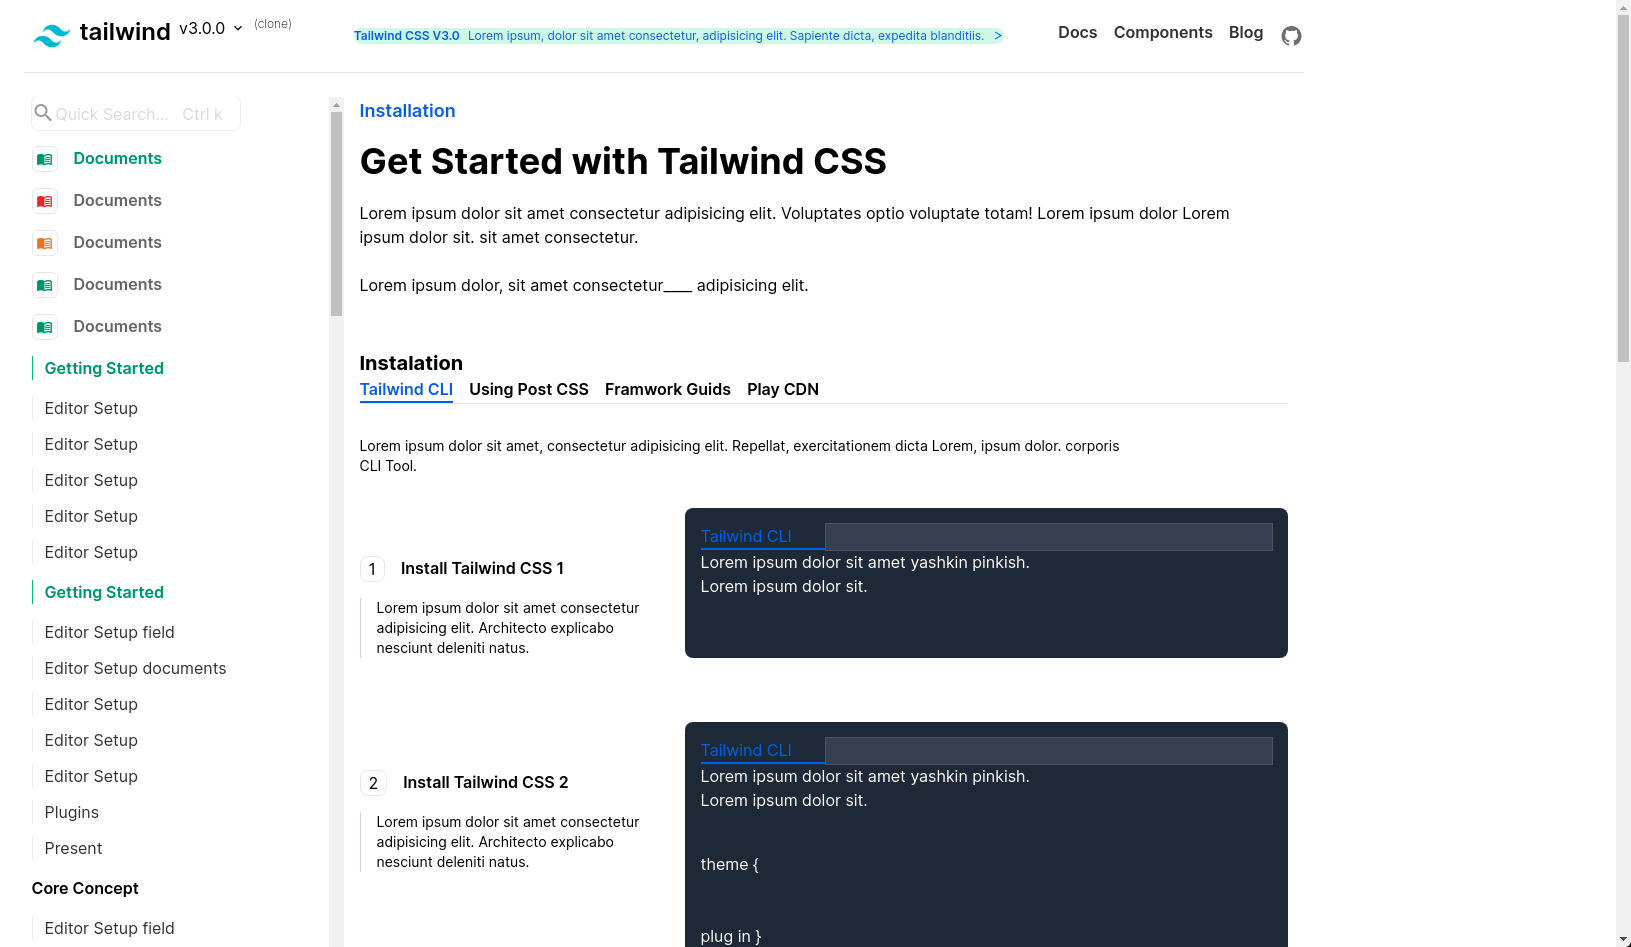 tailwind v3.0.0 (clone)
Tailwind CSS V3.0 Lorem ipsum, dolor sit amet consectetur, adipisicing elit. Sapiente dicta, expedita blanditiis. >
Docs Components Blog
Quick Search... Ctrl k
Documents
Documents
Documents
Documents
Documents
Getting Started
Editor Setup
Editor Setup
Editor Setup
Editor Setup
Editor Setup
Getting Started
Editor Setup field
Editor Setup documents
Editor Setup
Editor Setup
Editor Setup
Plugins
Present
Core Concept
Editor Setup field
Installation
Get Started with Tailwind CSS
Lorem ipsum dolor sit amet consectetur adipisicing elit. Voluptates optio voluptate totam! Lorem ipsum dolor Lorem
ipsum dolor sit. sit amet consectetur.
Lorem ipsum dolor, sit amet consectetur____ adipisicing elit.
Instalation
Tailwind CLI Using Post CSS Framwork Guids Play CDN
Lorem ipsum dolor sit amet, consectetur adipisicing elit. Repellat, exercitationem dicta Lorem, ipsum dolor. corporis
CLI Tool.
1 Install Tailwind CSS 1
Lorem ipsum dolor sit amet consectetur
adipisicing elit. Architecto explicabo
nesciunt deleniti natus.
Tailwind CLI
Lorem ipsum dolor sit amet yashkin pinkish.
Lorem ipsum dolor sit.
2 Install Tailwind CSS 2
Lorem ipsum dolor sit amet consectetur
adipisicing elit. Architecto explicabo
nesciunt deleniti natus.
Tailwind CLI
Lorem ipsum dolor sit amet yashkin pinkish.
Lorem ipsum dolor sit.
theme {
plug in }